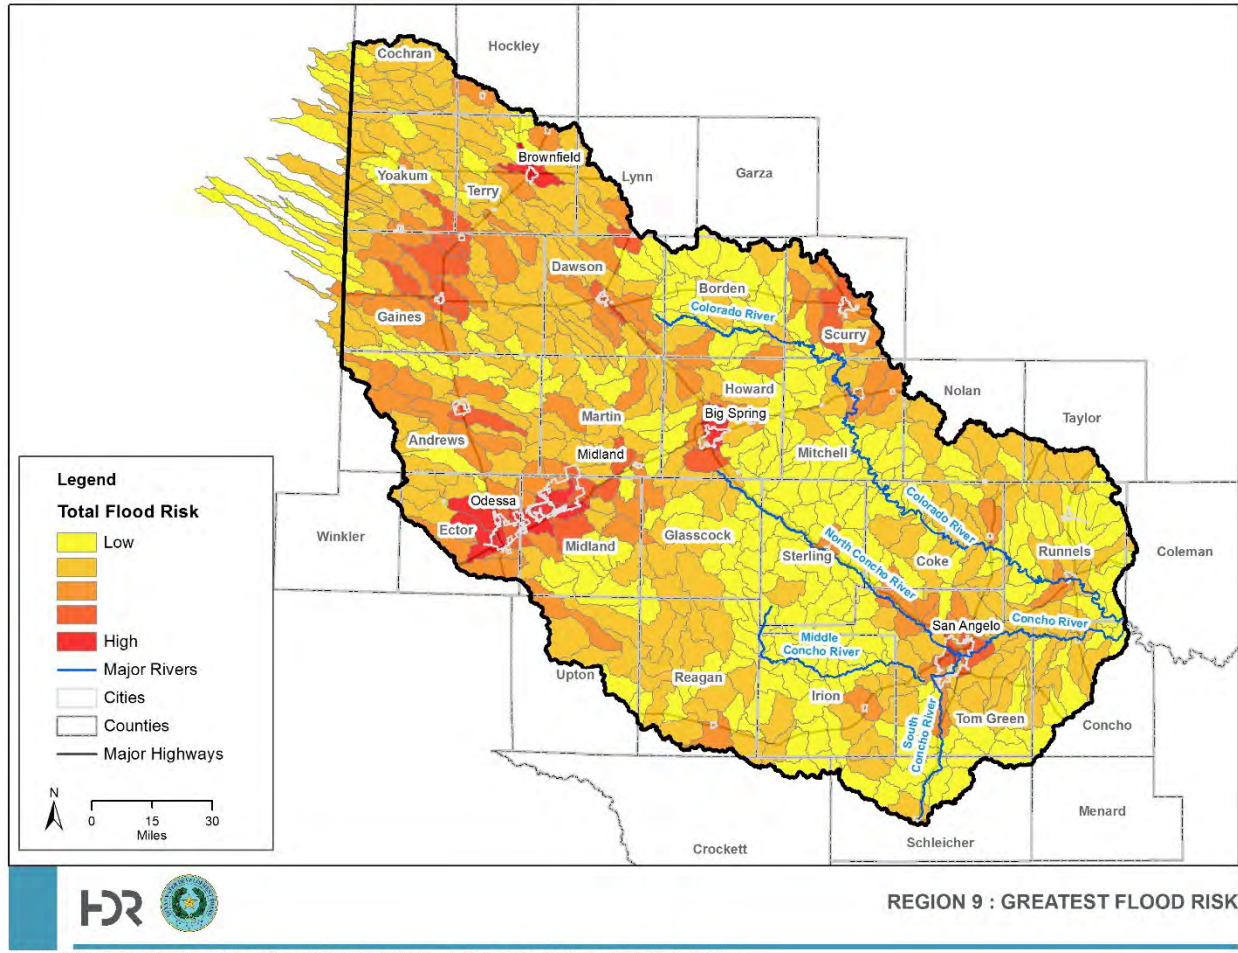 Hockley
Cochran
Brownfield
Lynn
Garza
Yoakum
Terry
Dawson
Borden
Colorado River
Gaines
Scurry
Howard
Nolan
Big Spring
Martin
Taylor
Andrews
Midland
Mitchell
Odessa
Colorado River
Winkler
Ector
Midland
Glasscock
North Concho River
Sterling
Coke
Runnels
Coleman
San Angelo
Concho River
Middle
Concho River
Upton
Reagan
Irion
South
Concho River
Tom Green
Concho
Menard
Crockett
Schleicher
Legend
Total Flood Risk
Low
High
Major Rivers
Cities
Counties
Major Highways
N
0 15 30
Miles
HDR
REGION 9 : GREATEST FLOOD RISK